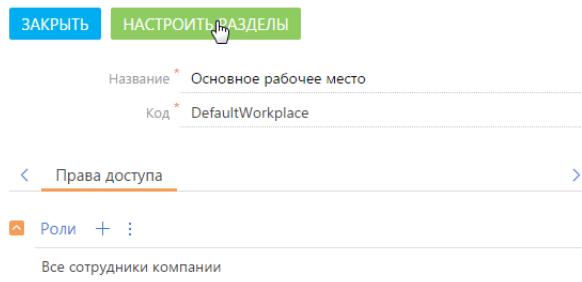 ЗАКРЫТЬ НАСТРОИТЬ РАЗДЕЛЫ
Название * Основное рабочее место
Код * DefaultWorkplace
Права доступа
Роли
Все сотрудники компании